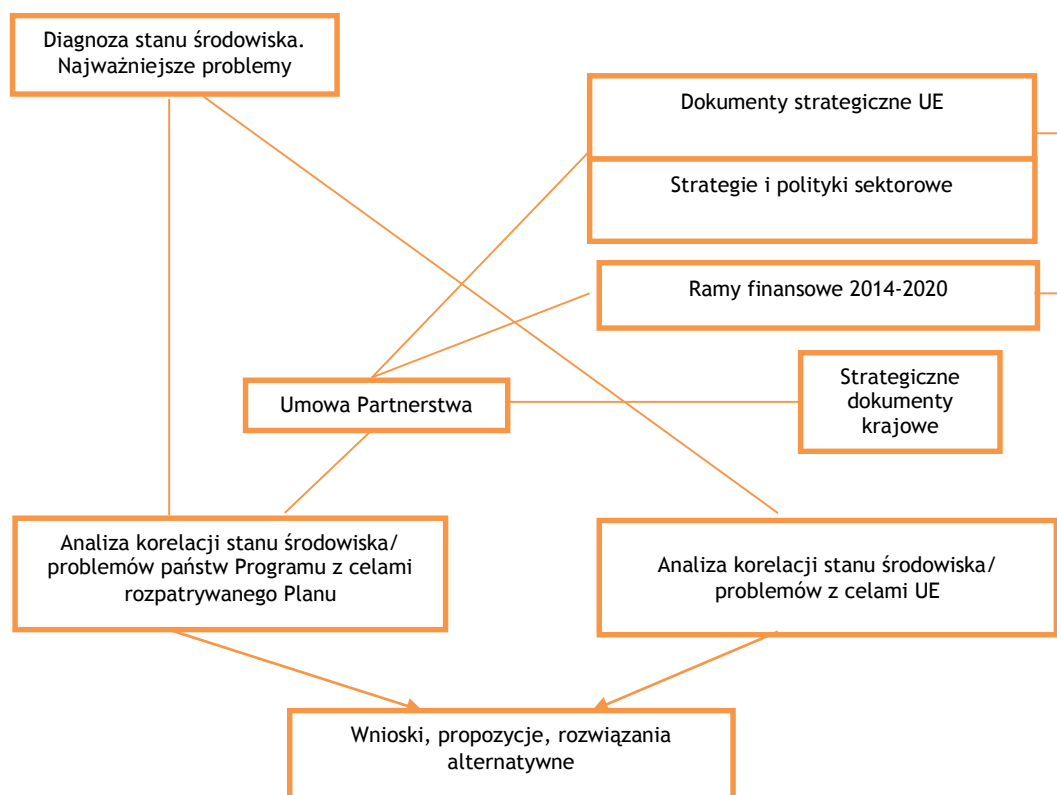 Diagnoza stanu środowiska.
Najważniejsze problemy
Dokumenty strategiczne UE
Strategie i polityki sektorowe
Ramy finansowe 2014-2020
Umowa Partnerstwa
Strategiczne
dokumenty
krajowe
Analiza korelacji stanu środowiska/
problemów państw Programu z celami
rozpatrywanego Planu
Analiza korelacji stanu środowiska/
problemów z celami UE
Wnioski, propozycje, rozwiązania
alternatywne